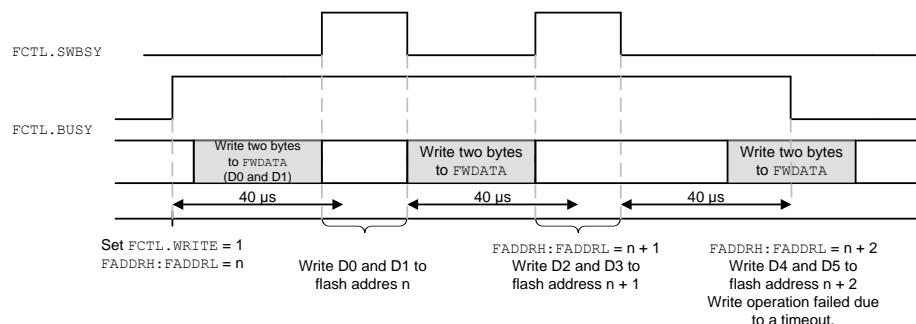 FCTL.SWBSY
FCTL.BUSY
Write two bytes
to FWDATA
(D0 and D1)
Write two bytes
to FWDATA
Write two bytes
to FWDATA
40 µs
40 µs
40 µs
Set FCTL.WRITE = 1
FADDRH:FADDRL = n
Write D0 and D1 to
flash addres n
FADDRH:FADDRL = n + 1
Write D2 and D3 to
flash address n + 1
FADDRH:FADDRL = n + 2
Write D4 and D5 to
flash address n + 2
Write operation failed due
to a timeout.